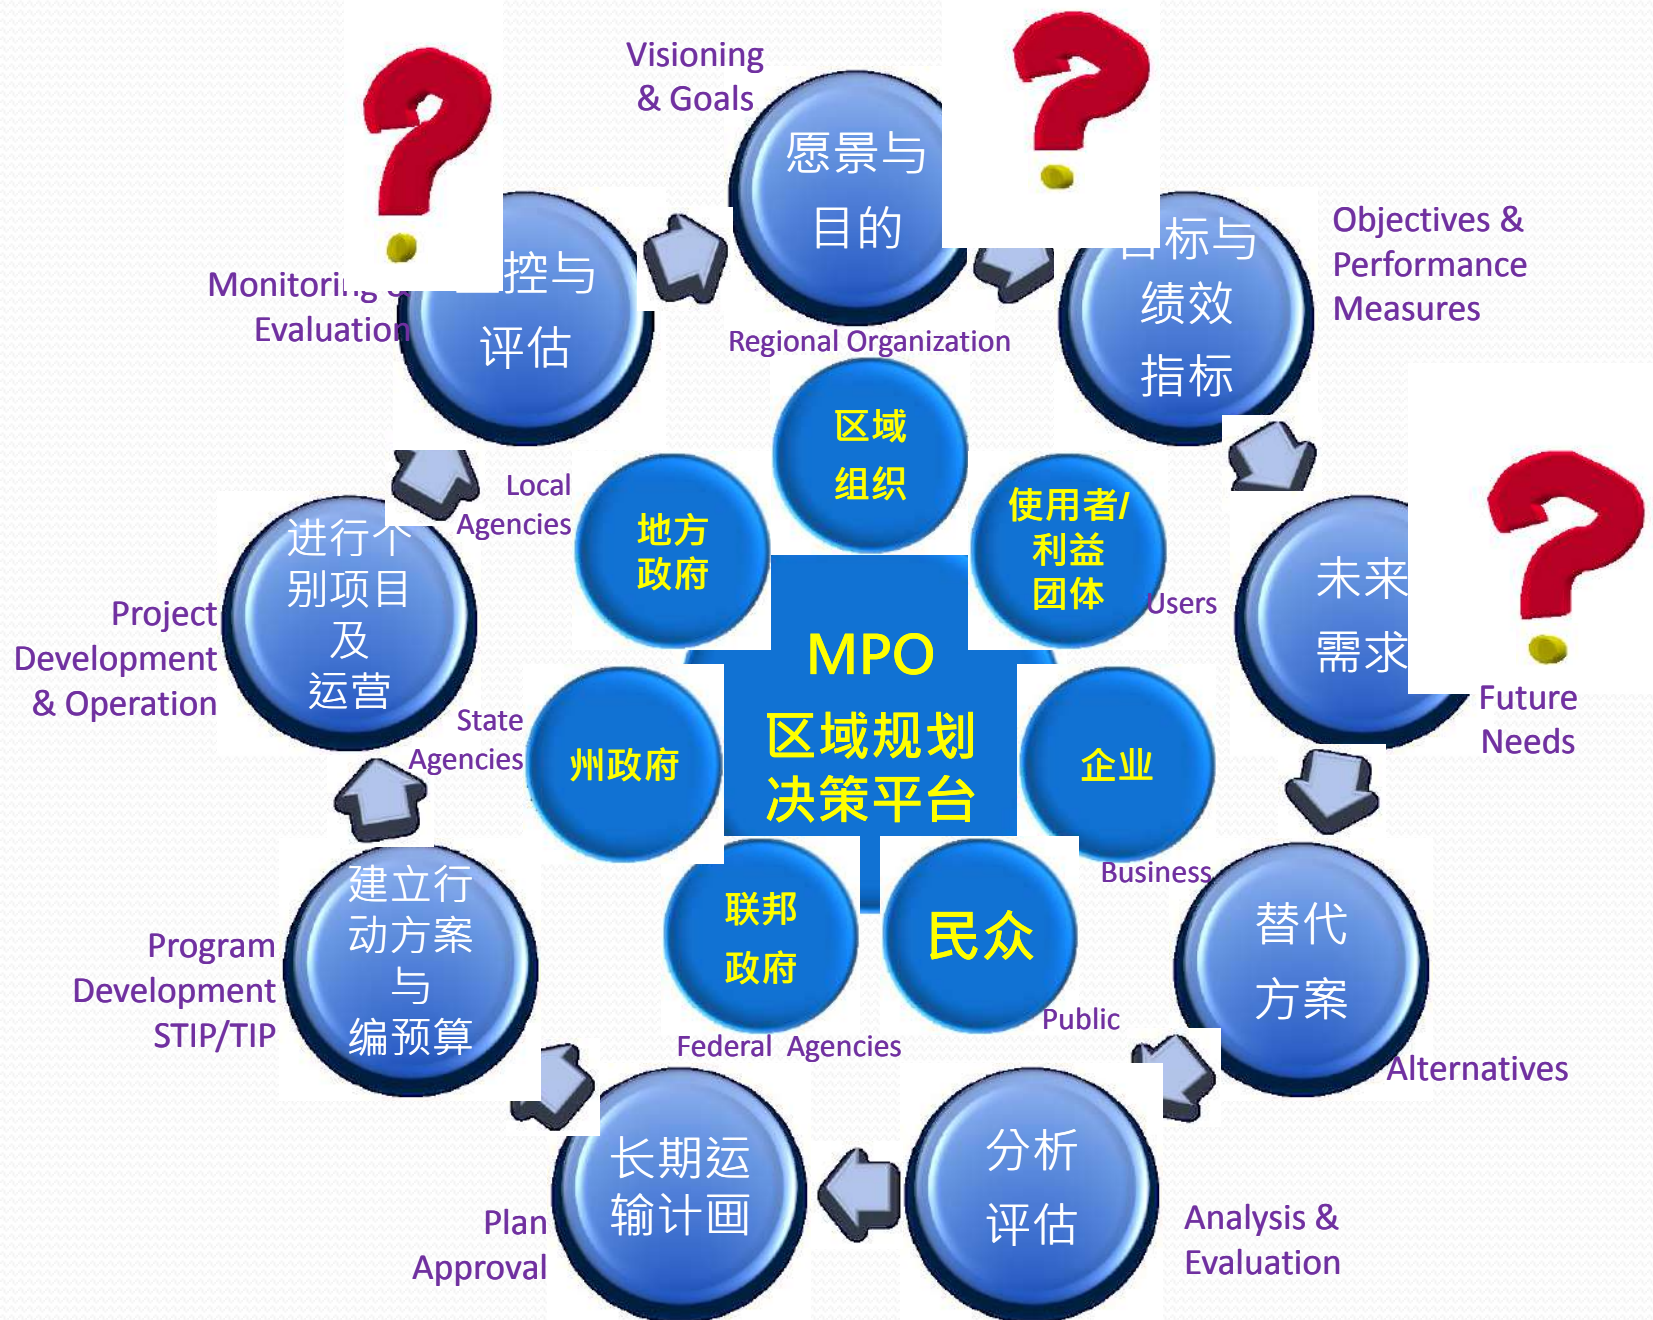 Visioning
& Goals
愿景与
目的
Objectives &
Performance
Measures
目标与
绩效
指标
未来
需求
Future
Needs
替代
方案
Alternatives
分析
评估
Analysis &
Evaluation
长期运
输计画
Plan
Approval
建立行
动方案
与
编预算
Program
Development
STIP/TIP
进行个
别项目
及
运营
Project
Development
& Operation
控与
评估
Monitoring &
Evaluation
Regional Organization
区域
组织
使用者/
利益
团体
Users
企业
Business
民众
Public
联邦
政府
Federal Agencies
州政府
State
Agencies
地方
政府
Local
Agencies
MPO
区域规划
决策平台